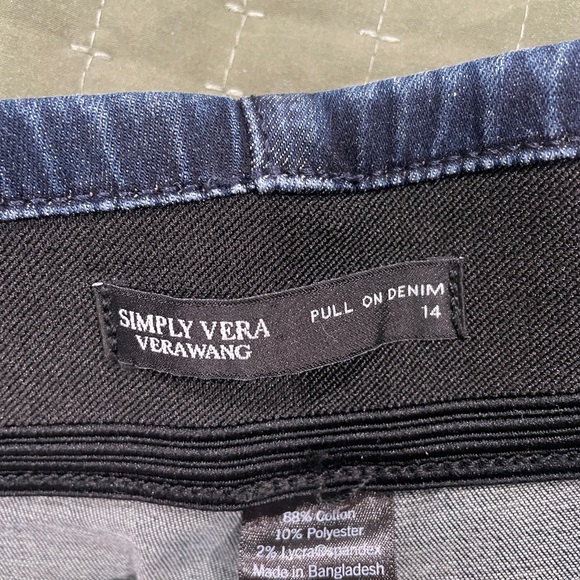 SIMPLY VERA
VERAWANG
PULL ON DENIM
14
88% Cotton
10% Polyester
2% Lycra®spandex
Made in Bangladesh